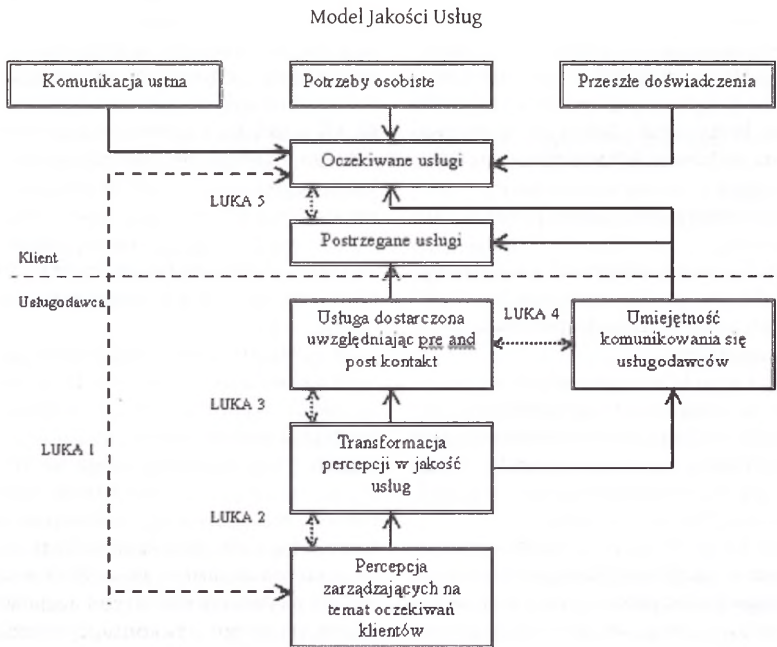 Model Jakości Usług
Komunikacja ustna
Potrzeby osobiste
Przeszłe doświadczenia
Oczekiwane usługi
LUKA 5
Postrzegane usługi
Klient
Usługodawca
Usługa dostarczona
uwzględniając pre and
post kontakt
LUKA 4
Umiejętność
komunikowania się
usługodawców
LUKA 3
LUKA 1
Transformacja
percepcji w jakość
usług
LUKA 2
Percepcja
zarządzających na
temat oczekiwań
klientów